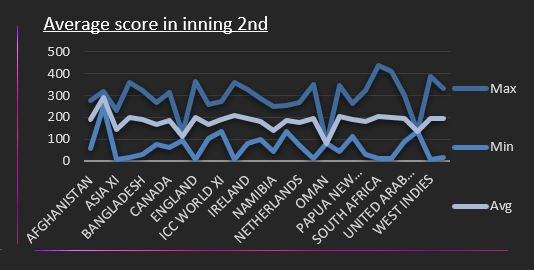 Average score in inning 2nd
500
400
300
200
100
0
AFGHANISTAN
ASIA XI
BANGLADESH
CANADA
ENGLAND
ICC WORLD XI
IRELAND
NAMIBIA
NETHERLANDS
OMAN
PAPUA NEW...
SOUTH AFRICA
UNITED ARAB...
WEST INDIES
Max
Min
Avg